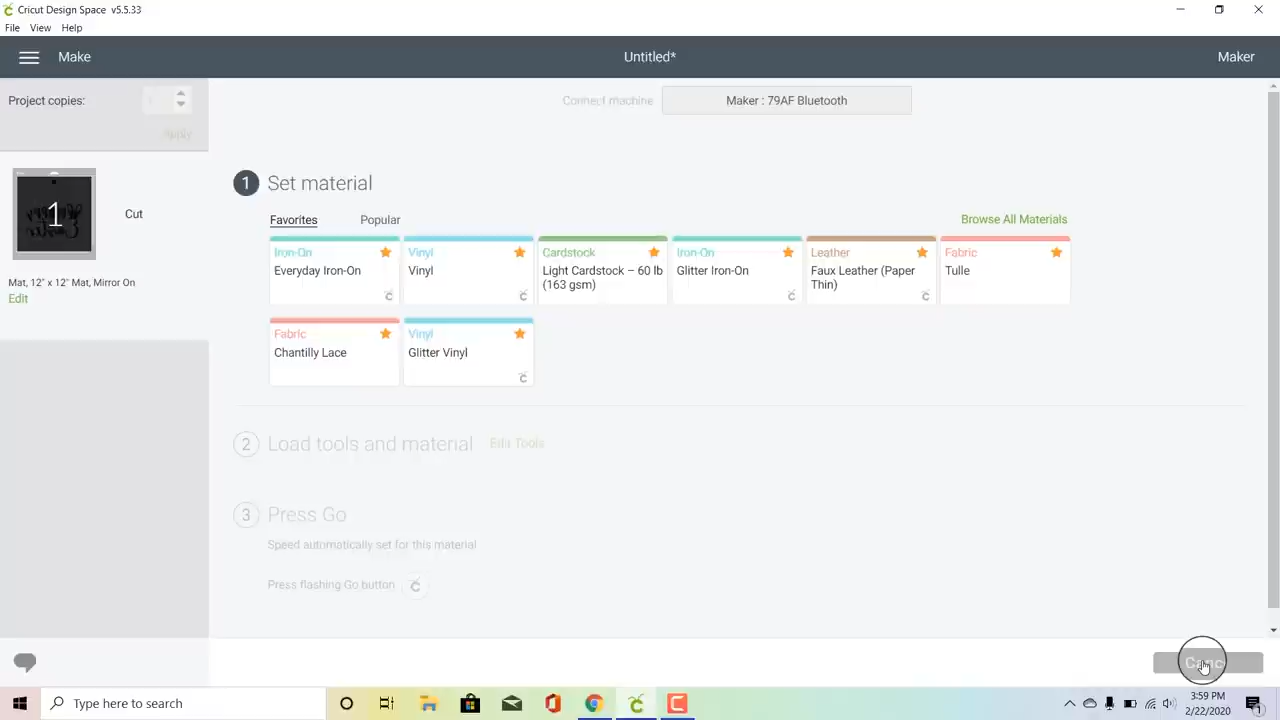 Cricut Design Space v5.5.33
File View Help
Make
Untitled*
Maker
Project copies:
Apply
Connect machine
Maker : 79AF Bluetooth
1
Cut
Mat, 12" x 12" Mat, Mirror On
Edit
1 Set material
Favorites Popular
Browse All Materials
Iron-On
Everyday Iron-On
Vinyl
Vinyl
Cardstock
Light Cardstock – 60 lb
(163 gsm)
Iron-On
Glitter Iron-On
Leather
Faux Leather (Paper
Thin)
Fabric
Tulle
Fabric
Chantilly Lace
Vinyl
Glitter Vinyl
2 Load tools and material Edit Tools
3 Press Go
Speed automatically set for this material
Press flashing Go button
Type here to search
3:59 PM
2/22/2020
1